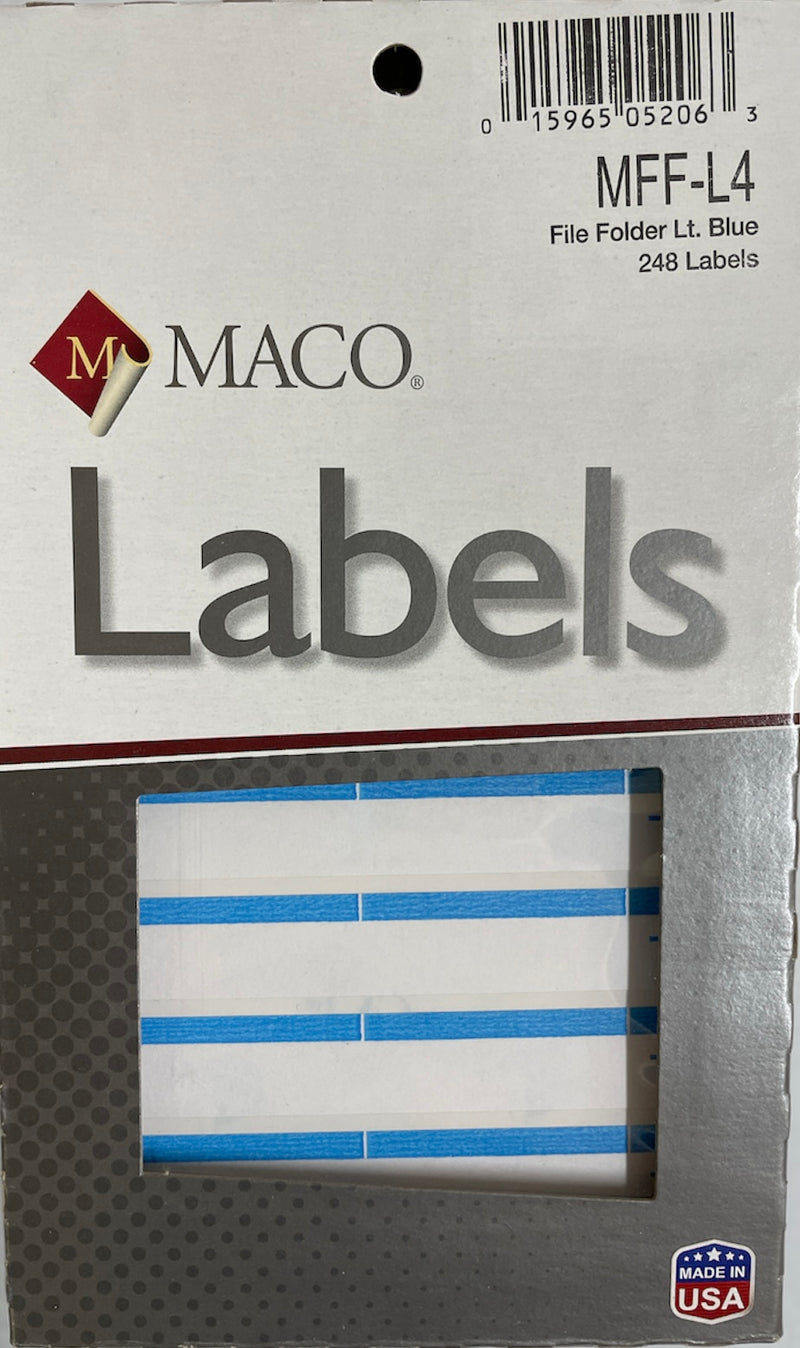 0 15965 05206 3
MFF-L4
File Folder Lt. Blue
248 Labels
M MACO®
Labels
MADE IN
USA